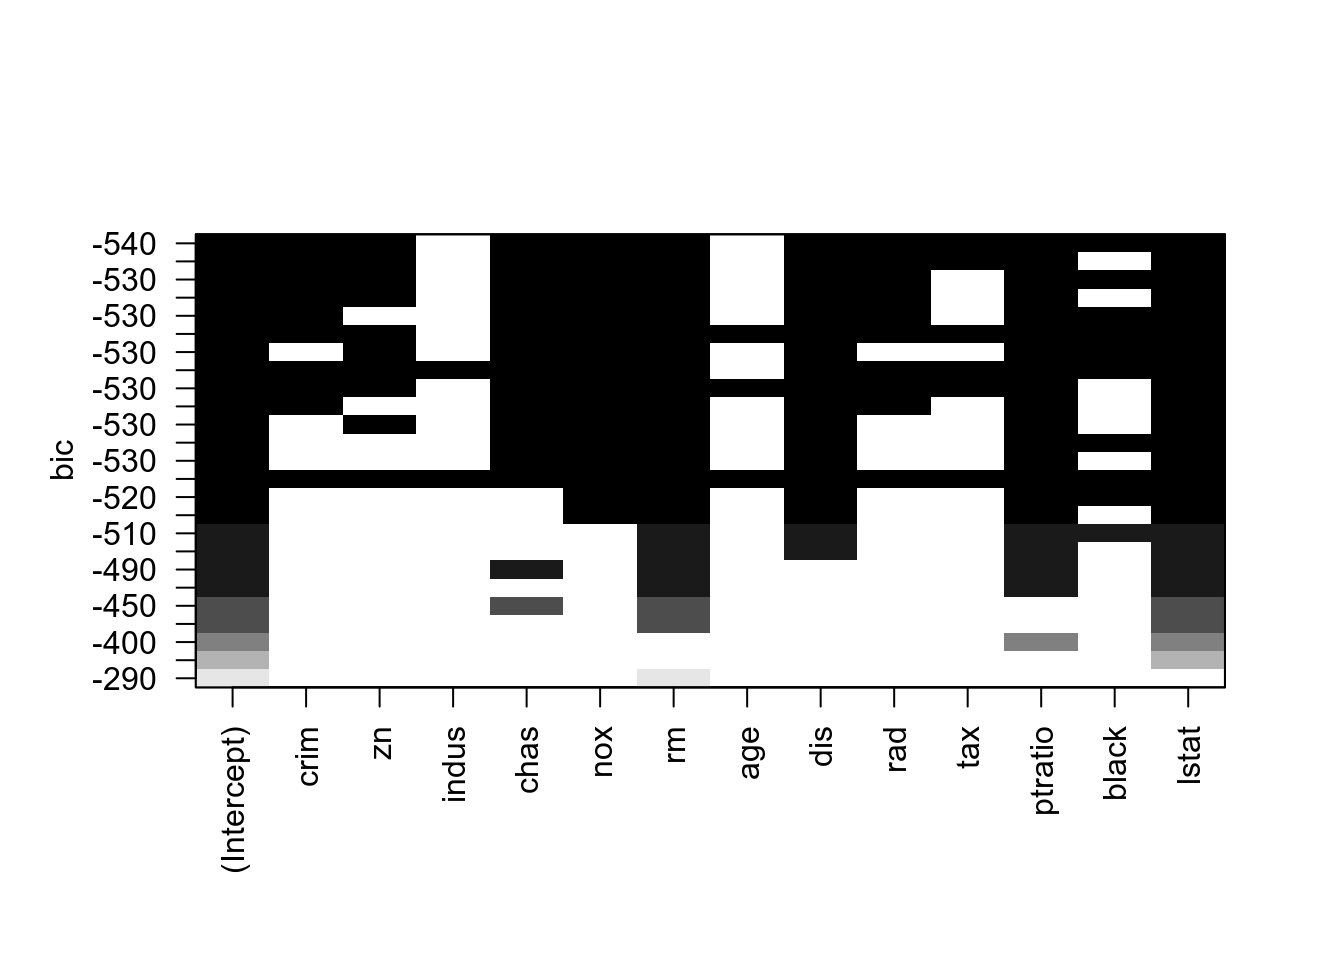 bic
-540
-530
-530
-530
-530
-530
-530
-520
-510
-490
-450
-400
-290
(Intercept)
crim
zn
indus
chas
nox
rm
age
dis
rad
tax
ptratio
black
lstat